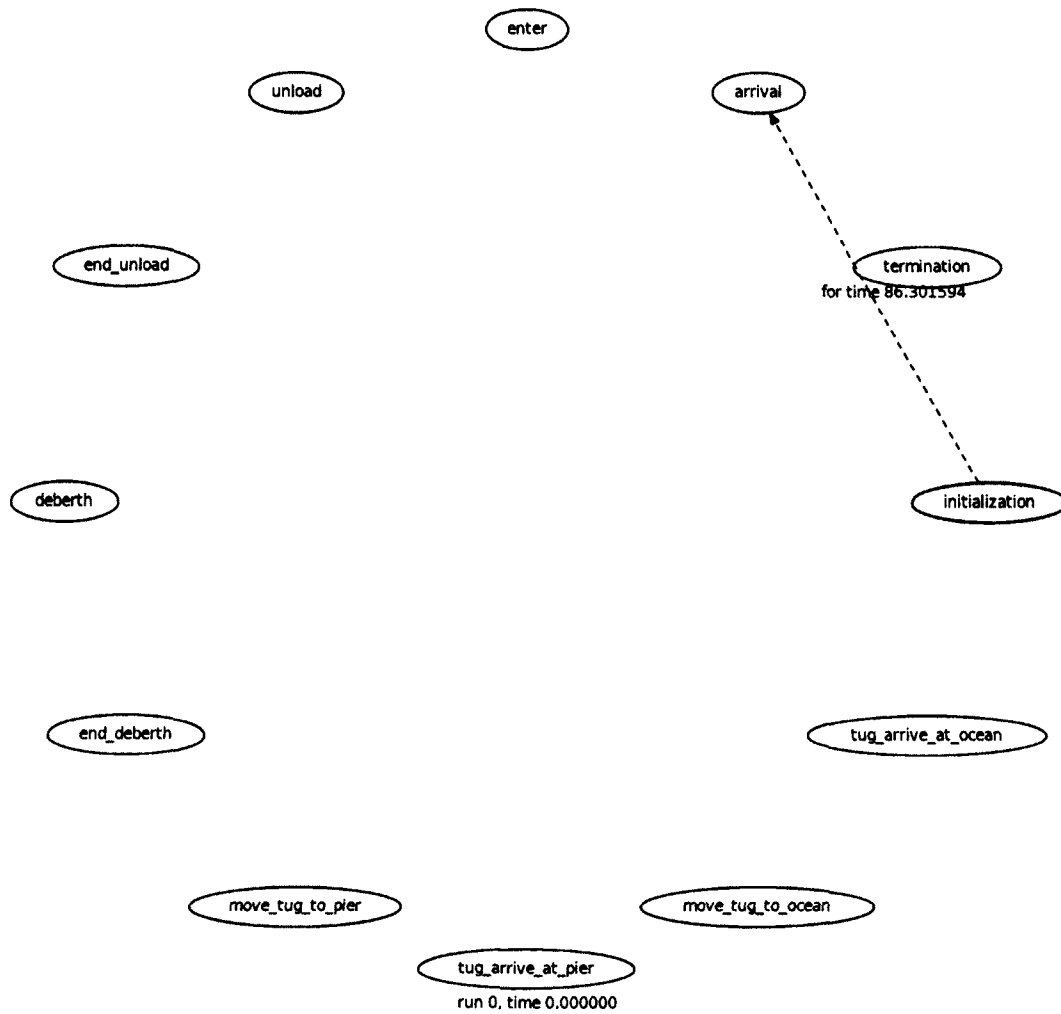 enter
unload
arrival
end_unload
termination
for time 86.301594
deberth
initialization
end_deberth
tug_arrive_at_ocean
move_tug_to_pier
move_tug_to_ocean
tug_arrive_at_pier
run 0, time 0.000000